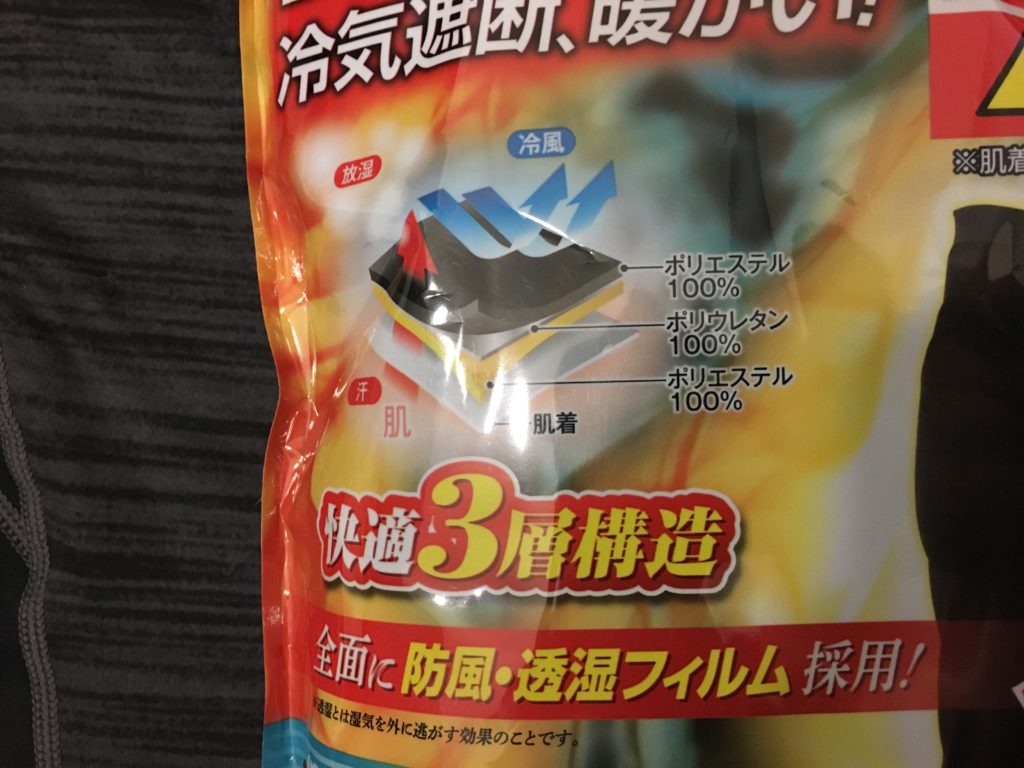 冷気遮断、暖かい!!
冷風
放湿
ポリエステル
100%
ポリウレタン
100%
ポリエステル
100%
汗
肌
肌着
快適3層構造
全面に防風・透湿フィルム採用!
透湿とは湿気を外に逃がす効果のことです。
※肌着